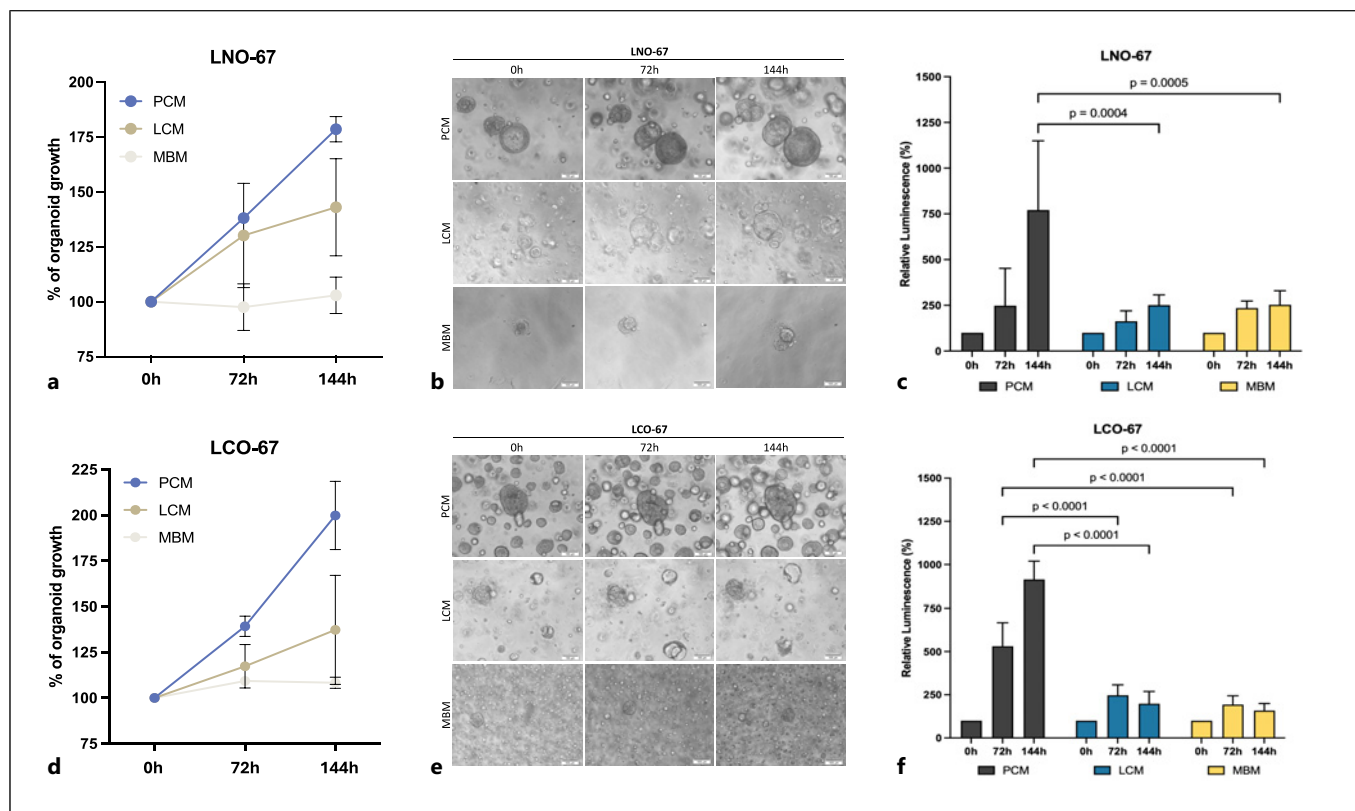 LNO-67
200
175
150
125
100
75
% of organoid growth
PCM
LCM
MBM
0h 72h 144h
a
LNO-67
0h 72h 144h
PCM
LCM
MBM
b
LNO-67
1500
1250
1000
750
500
250
0
Relative Luminescence (%)
p = 0.0005
p = 0.0004
0h 72h 144h 0h 72h 144h 0h 72h 144h
PCM LCM MBM
c
LCO-67
225
200
175
150
125
100
75
% of organoid growth
PCM
LCM
MBM
0h 72h 144h
d
LCO-67
0h 72h 144h
PCM
LCM
MBM
e
LCO-67
1500
1250
1000
750
500
250
0
Relative Luminescence (%)
p < 0.0001
p < 0.0001
p < 0.0001
p < 0.0001
0h 72h 144h 0h 72h 144h 0h 72h 144h
PCM LCM MBM
f